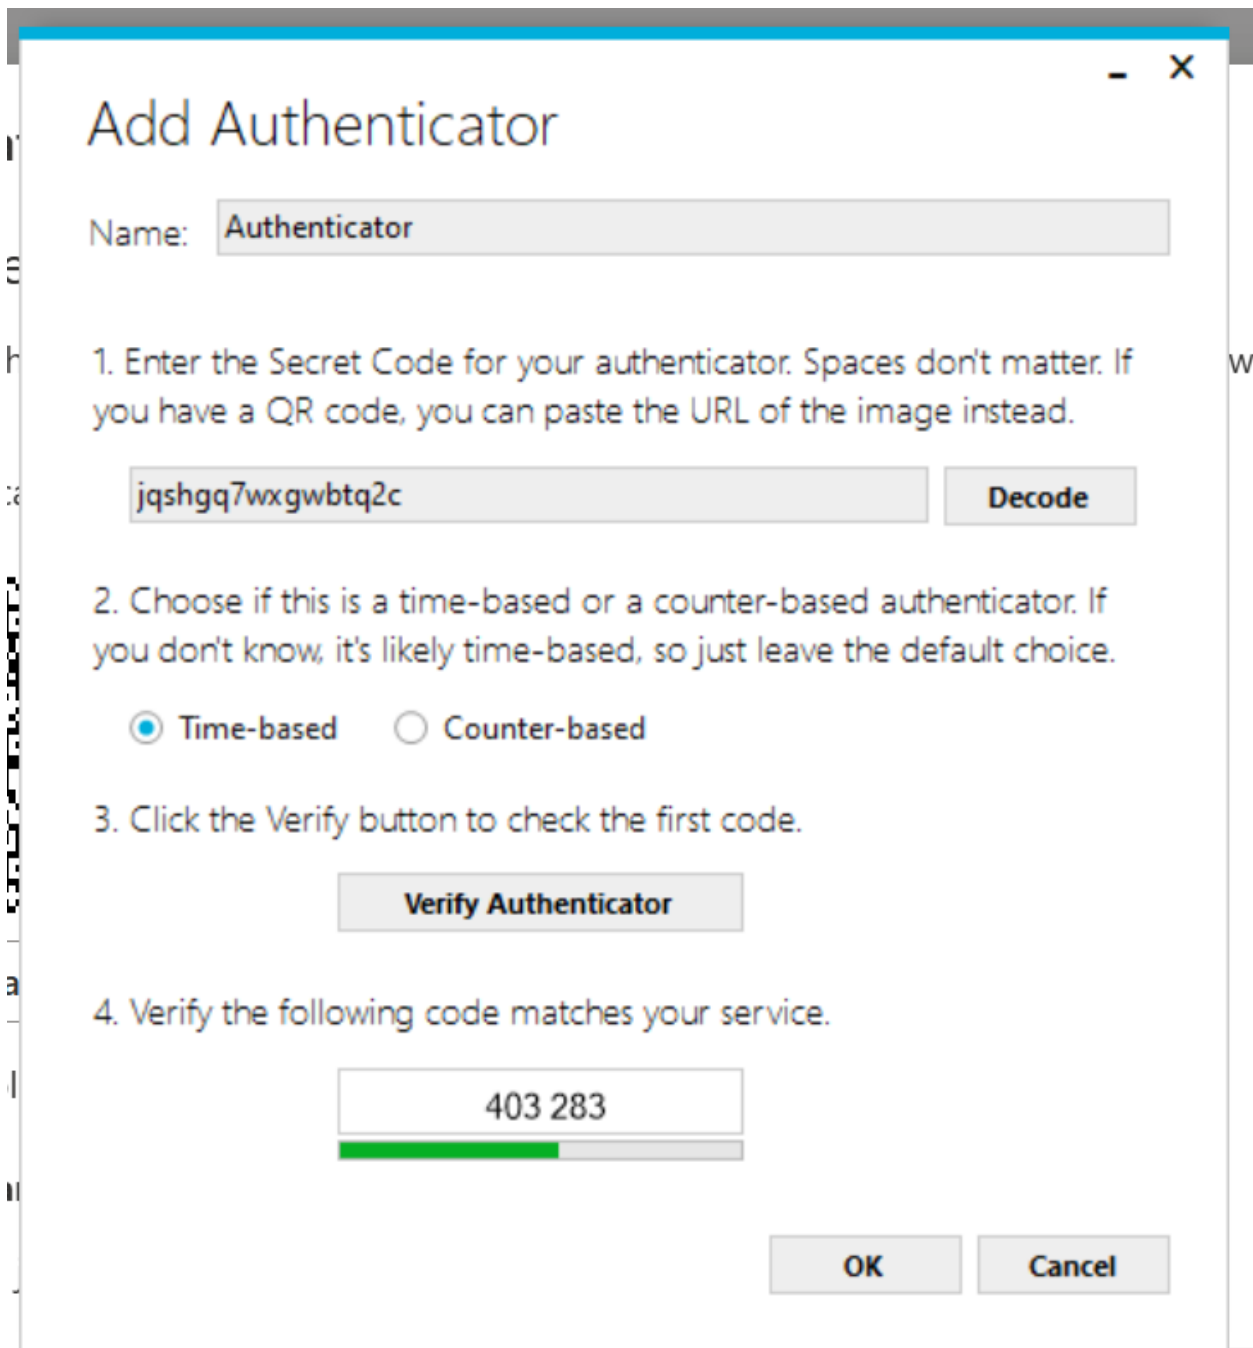 Add Authenticator
Name: Authenticator
1. Enter the Secret Code for your authenticator. Spaces don't matter. If
you have a QR code, you can paste the URL of the image instead.
jqshgq7wxgwbtq2c Decode
2. Choose if this is a time-based or a counter-based authenticator. If
you don't know, it's likely time-based, so just leave the default choice.
Time-based Counter-based
3. Click the Verify button to check the first code.
Verify Authenticator
4. Verify the following code matches your service.
403 283
OK Cancel